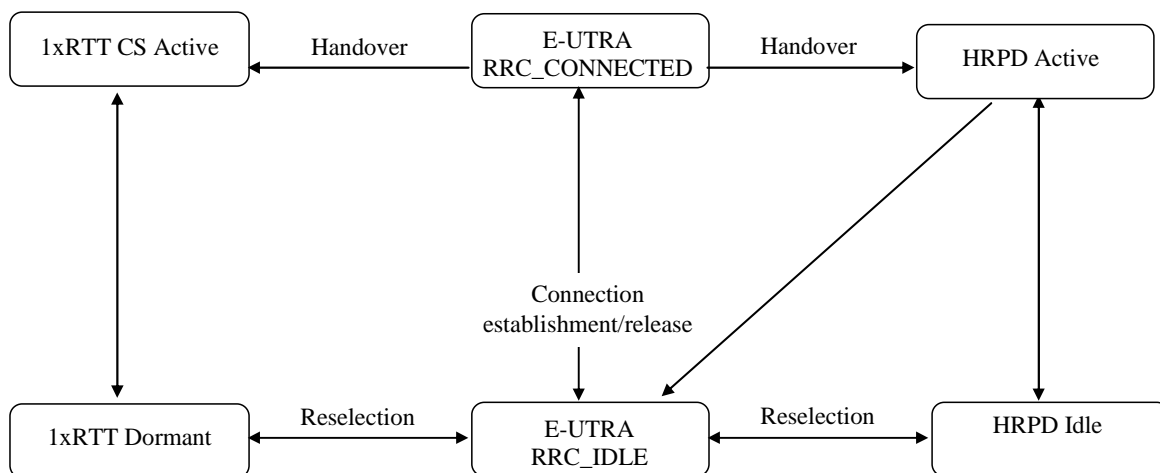 1xRTT CS Active
Handover
E-UTRA
RRC_CONNECTED
Handover
HRPD Active
Connection
establishment/release
1xRTT Dormant
Reselection
E-UTRA
RRC_IDLE
Reselection
HRPD Idle